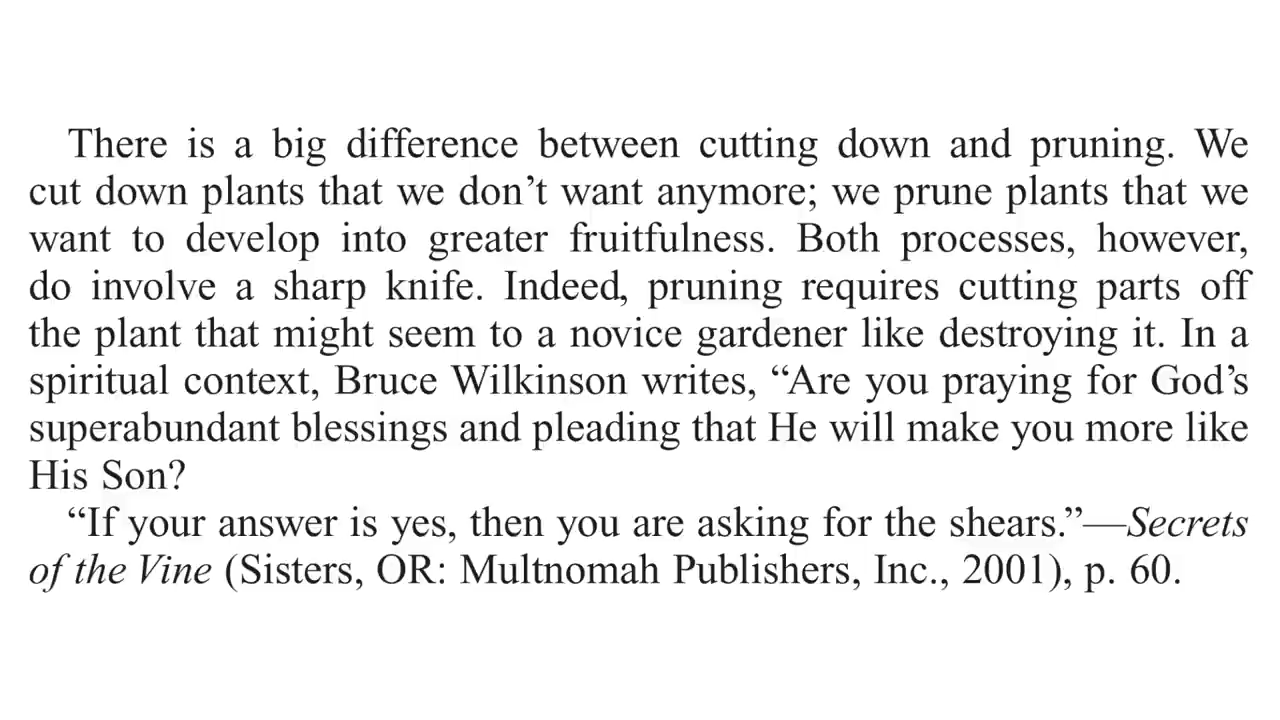 There is a big difference between cutting down and pruning. We
cut down plants that we don’t want anymore; we prune plants that we
want to develop into greater fruitfulness. Both processes, however,
do involve a sharp knife. Indeed, pruning requires cutting parts off
the plant that might seem to a novice gardener like destroying it. In a
spiritual context, Bruce Wilkinson writes, “Are you praying for God’s
superabundant blessings and pleading that He will make you more like
His Son?
“If your answer is yes, then you are asking for the shears.”—Secrets
of the Vine (Sisters, OR: Multnomah Publishers, Inc., 2001), p. 60.